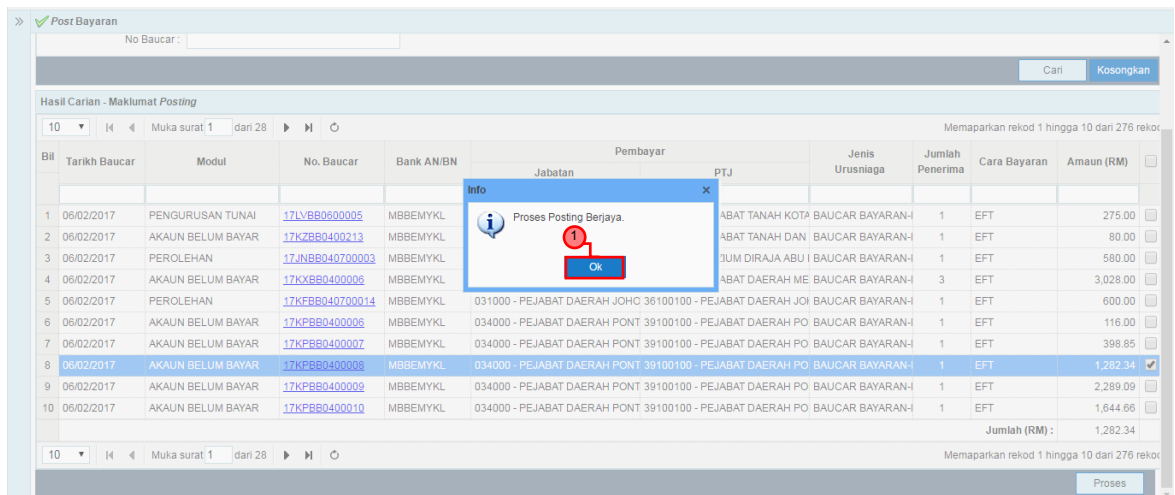 Post Bayaran
No Baucar :
Cari Kosongkan
Hasil Carian - Maklumat Posting
10 Muka surat 1 dari 28 Memaparkan rekod 1 hingga 10 dari 276 rekod
Bil Tarikh Baucar Modul No. Baucar Bank AN/BN Pembayar Jenis Urusniaga Jumlah Penerima Cara Bayaran Amaun (RM)
Jabatan PTJ
Info
Proses Posting Berjaya.
1
Ok
1 06/02/2017 PENGURUSAN TUNAI 17LVBB0600005 MBBEMYKL ABAT TANAH KOTA BAUCAR BAYARAN-I 1 EFT 275.00
2 06/02/2017 AKAUN BELUM BAYAR 17KZBB0400213 MBBEMYKL ABAT TANAH DAN BAUCAR BAYARAN-I 1 EFT 80.00
3 06/02/2017 PEROLEHAN 17JNBB040700003 MBBEMYKL ZIUM DIRAJA ABU BAUCAR BAYARAN-I 1 EFT 580.00
4 06/02/2017 AKAUN BELUM BAYAR 17KXBB0400006 MBBEMYKL ABAT DAERAH ME BAUCAR BAYARAN-I 3 EFT 3,028.00
5 06/02/2017 PEROLEHAN 17KFBB040700014 MBBEMYKL 031000 - PEJABAT DAERAH JOHO 36100100 - PEJABAT DAERAH JOH BAUCAR BAYARAN-I 1 EFT 600.00
6 06/02/2017 AKAUN BELUM BAYAR 17KPBB0400006 MBBEMYKL 034000 - PEJABAT DAERAH PONT 39100100 - PEJABAT DAERAH PO BAUCAR BAYARAN-I 1 EFT 116.00
7 06/02/2017 AKAUN BELUM BAYAR 17KPBB0400007 MBBEMYKL 034000 - PEJABAT DAERAH PONT 39100100 - PEJABAT DAERAH PO BAUCAR BAYARAN-I 1 EFT 398.85
8 06/02/2017 AKAUN BELUM BAYAR 17KPBB0400008 MBBEMYKL 034000 - PEJABAT DAERAH PONT 39100100 - PEJABAT DAERAH PO BAUCAR BAYARAN-I 1 EFT 1,282.34
9 06/02/2017 AKAUN BELUM BAYAR 17KPBB0400009 MBBEMYKL 034000 - PEJABAT DAERAH PONT 39100100 - PEJABAT DAERAH PO BAUCAR BAYARAN-I 1 EFT 2,289.09
10 06/02/2017 AKAUN BELUM BAYAR 17KPBB0400010 MBBEMYKL 034000 - PEJABAT DAERAH PONT 39100100 - PEJABAT DAERAH PO BAUCAR BAYARAN-I 1 EFT 1,644.66
Jumlah (RM) : 1,282.34
10 Muka surat 1 dari 28 Memaparkan rekod 1 hingga 10 dari 276 rekod
Proses